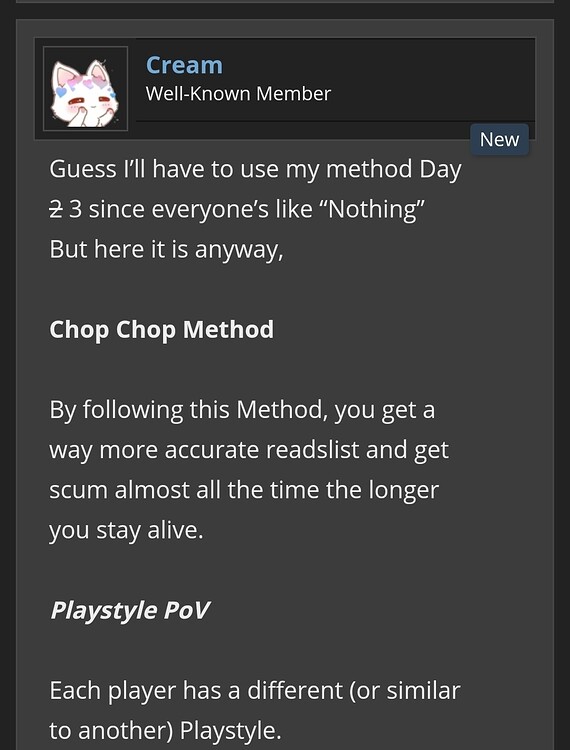 Cream
Well-Known Member
New
Guess I’ll have to use my method Day
2 3 since everyone’s like “Nothing”
But here it is anyway,
Chop Chop Method
By following this Method, you get a
way more accurate readslist and get
scum almost all the time the longer
you stay alive.
Playstyle PoV
Each player has a different (or similar
to another) Playstyle.